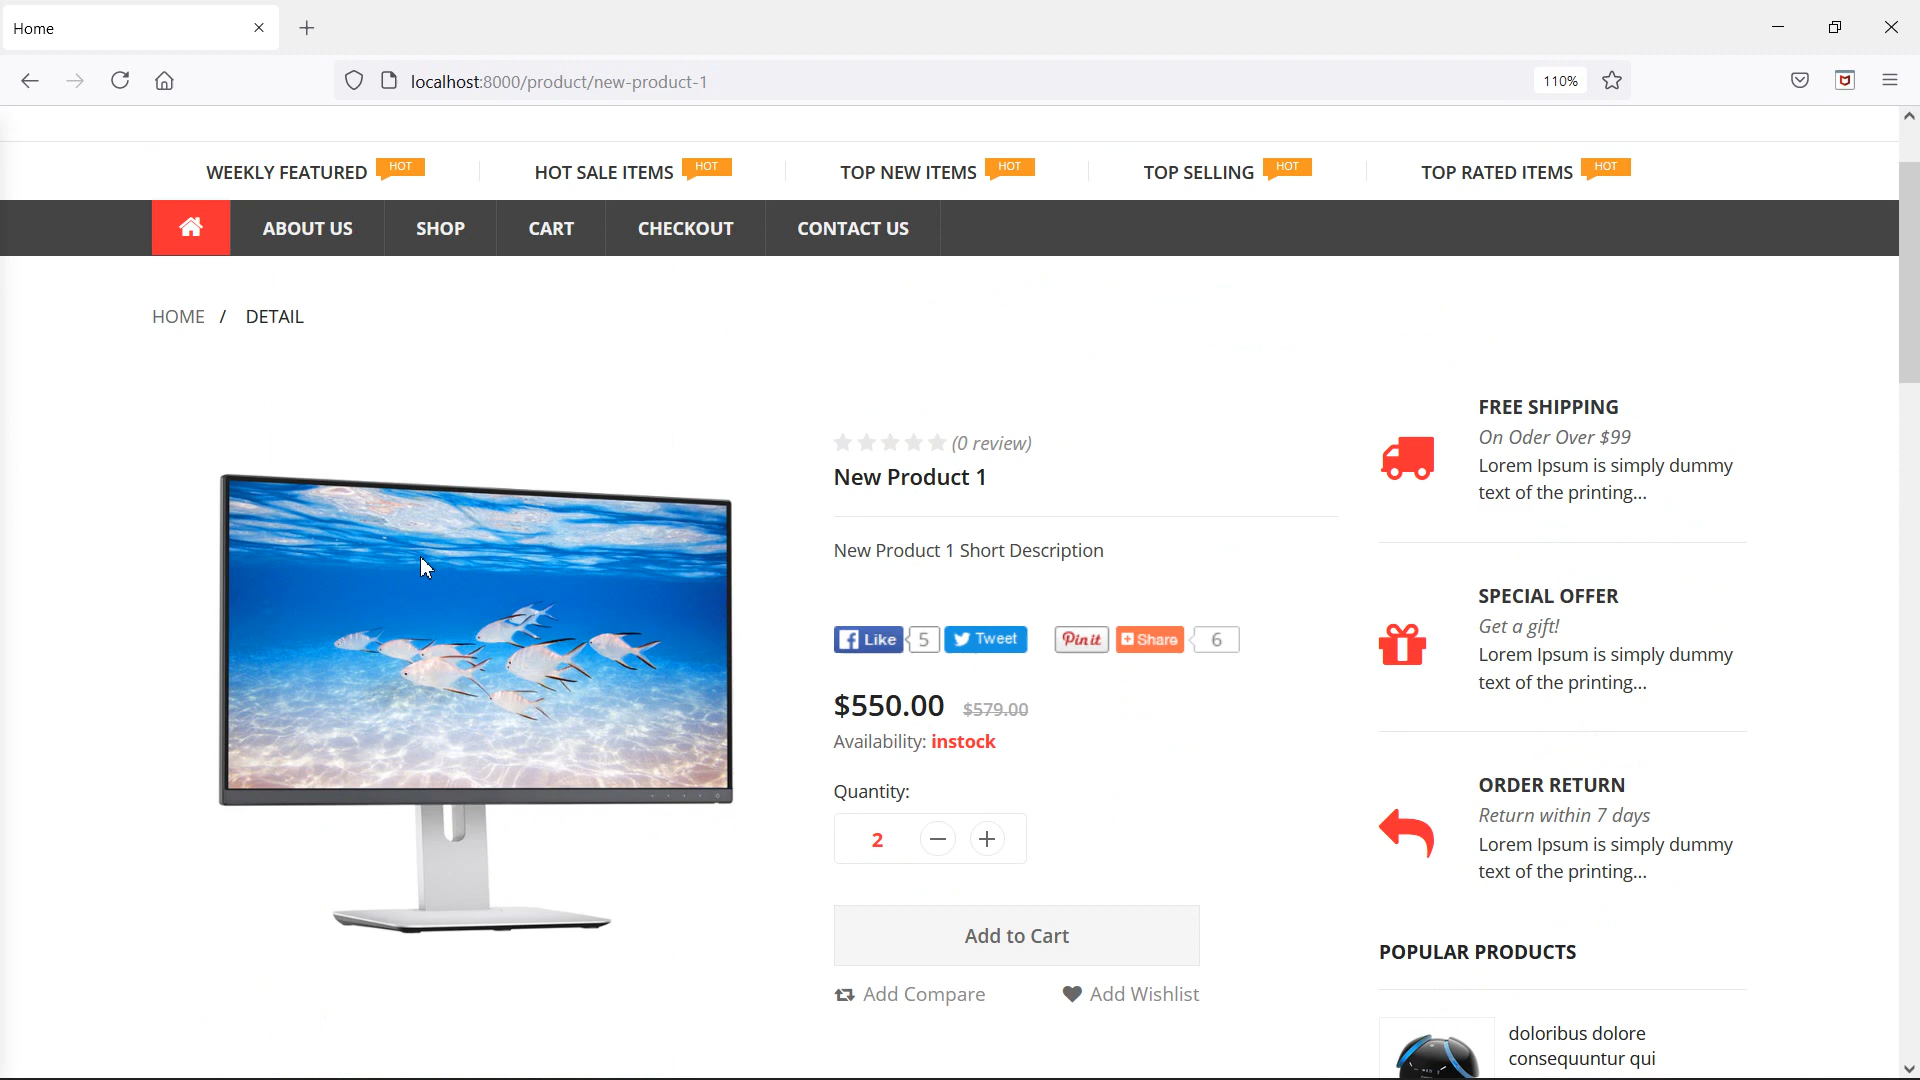 Home
localhost:8000/product/new-product-1
110%
WEEKLY FEATURED HOT
HOT SALE ITEMS HOT
TOP NEW ITEMS HOT
TOP SELLING HOT
TOP RATED ITEMS HOT
ABOUT US
SHOP
CART
CHECKOUT
CONTACT US
HOME / DETAIL
(0 review)
New Product 1
New Product 1 Short Description
Like 5 Tweet Pin it Share 6
$550.00 $579.00
Availability: instock
Quantity:
2
Add to Cart
Add Compare
Add Wishlist
FREE SHIPPING
On Oder Over $99
Lorem Ipsum is simply dummy
text of the printing...
SPECIAL OFFER
Get a gift!
Lorem Ipsum is simply dummy
text of the printing...
ORDER RETURN
Return within 7 days
Lorem Ipsum is simply dummy
text of the printing...
POPULAR PRODUCTS
doloribus dolore
consequuntur qui